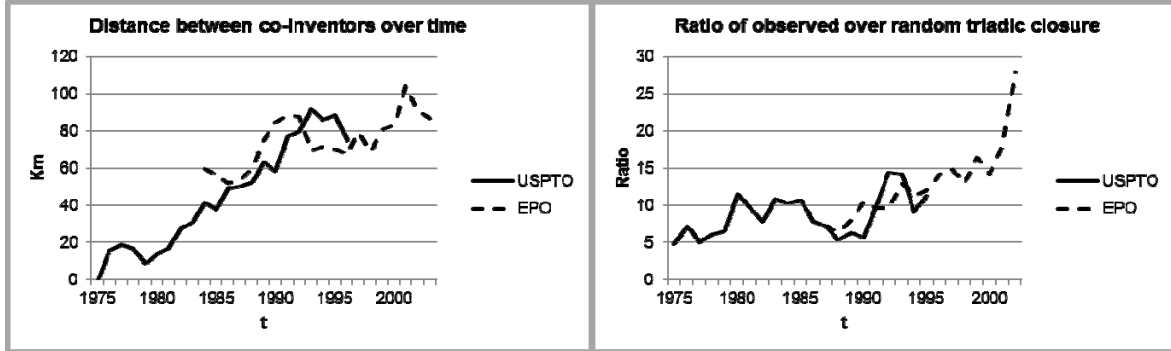 Distance between co-inventors over time
120
100
80
60
40
20
0
Km
1975 1980 1985 1990 1995 2000
t
USPTO
EPO
Ratio of observed over random triadic closure
30
25
20
15
10
5
0
Ratio
1975 1980 1985 1990 1995 2000
t
USPTO
EPO